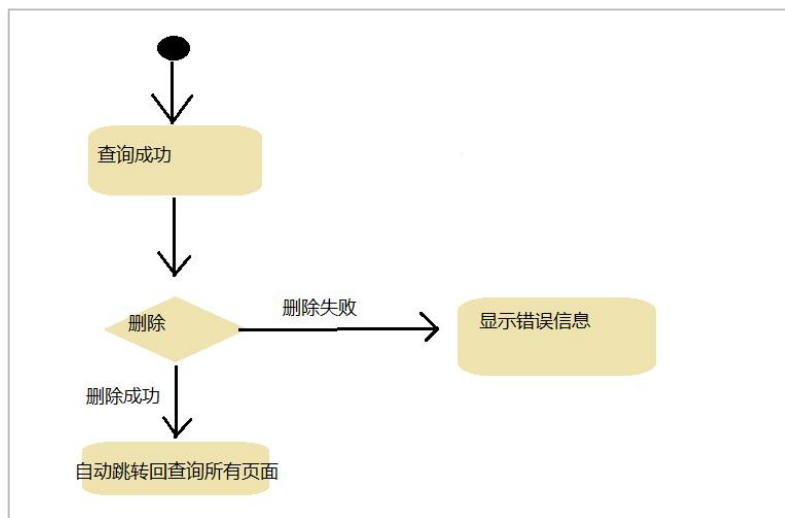 查询成功
删除
删除失败
显示错误信息
删除成功
自动跳转回查询所有页面